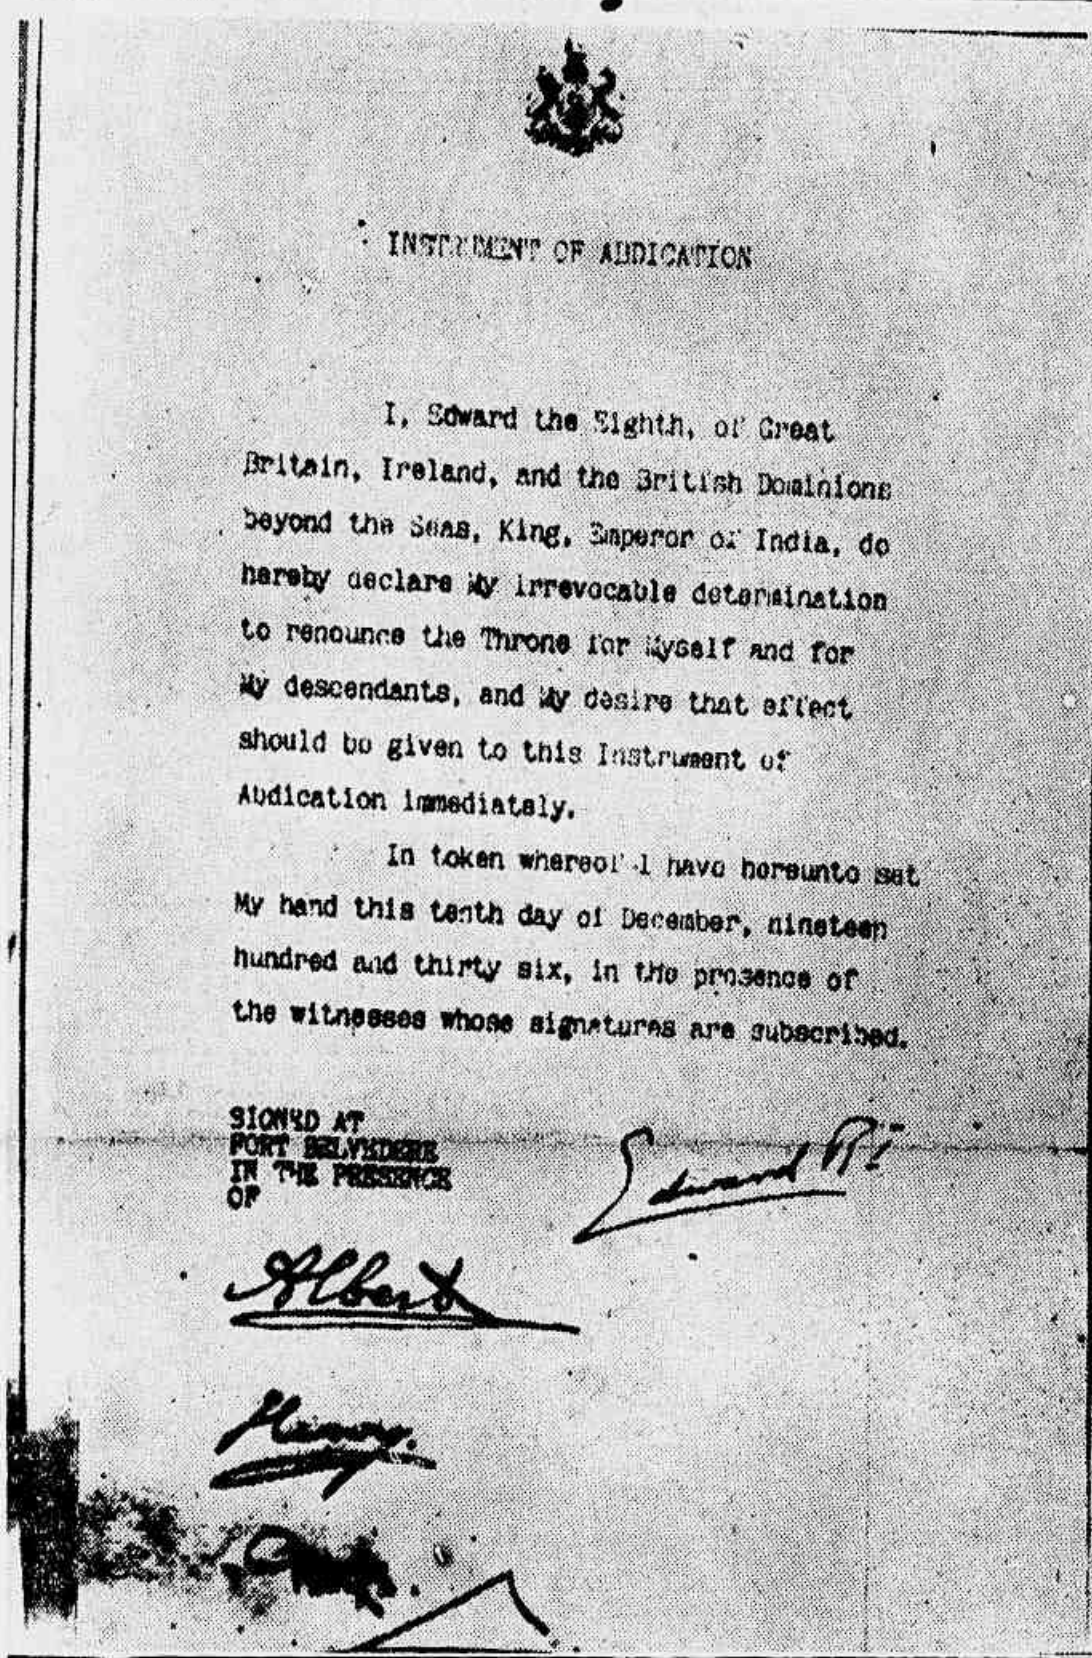 INSTRUMENT OF ABDICATION
I, Edward the Eighth, of Great
Britain, Ireland, and the British Dominions
beyond the Seas, King, Emperor of India, do
hereby declare My irrevocable determination
to renounce the Throne for Myself and for
My descendants, and My desire that effect
should be given to this Instrument of
Abdication immediately.
In token whereof I have hereunto set
My hand this tenth day of December, nineteen
hundred and thirty six, in the presence of
the witnesses whose signatures are subscribed.
SIGNED AT
FORT BELVEDERE
IN THE PRESENCE
OF
Edward RI
Albert
Henry.